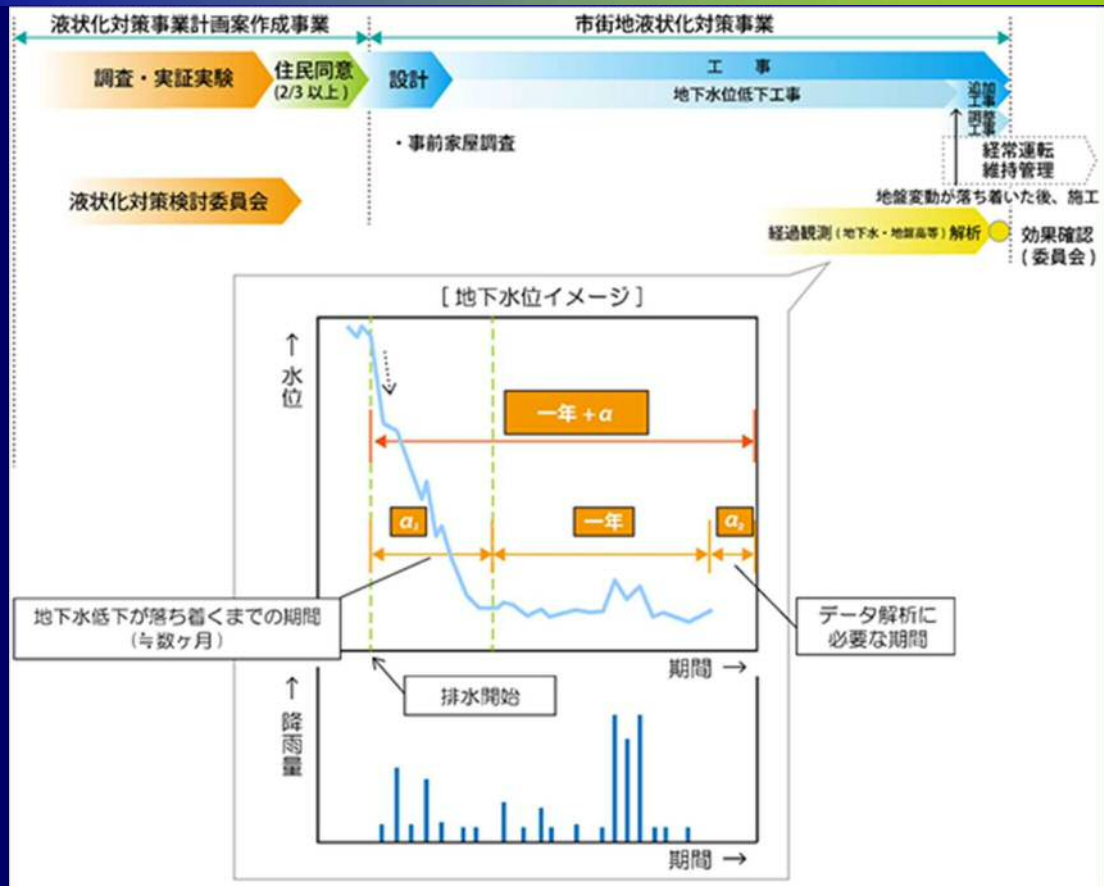 液状化対策事業計画案作成事業
市街地液状化対策事業
調査・実証実験
住民同意
(2/3 以上)
設計
工 事
地下水位低下工事
追加
工事
調整
工事
・事前家屋調査
経常運転
維持管理
液状化対策検討委員会
地盤変動が落ち着いた後、施工
経過観測(地下水・地盤高等)解析
効果確認
(委員会)
[ 地下水位イメージ ]
↑
水位
一年 + α
α₁
一年
α₂
地下水低下が落ち着くまでの期間
(≒数ヶ月)
データ解析に
必要な期間
期間 →
排水開始
↑
降雨量
期間 →